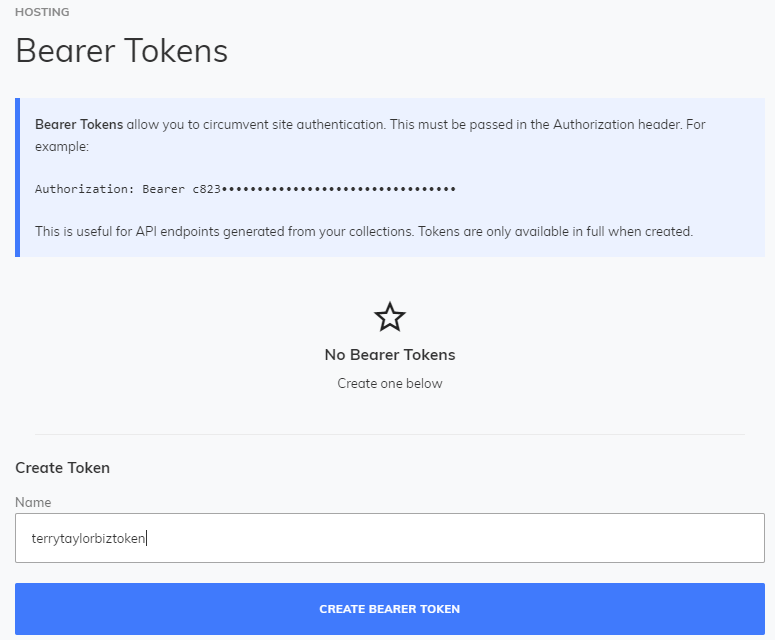 HOSTING
Bearer Tokens
Bearer Tokens allow you to circumvent site authentication. This must be passed in the Authorization header. For
example:
Authorization: Bearer c823•••••••••••••••••••••••••••••••••
This is useful for API endpoints generated from your collections. Tokens are only available in full when created.
No Bearer Tokens
Create one below
Create Token
Name
terrytaylorbiztoken
CREATE BEARER TOKEN